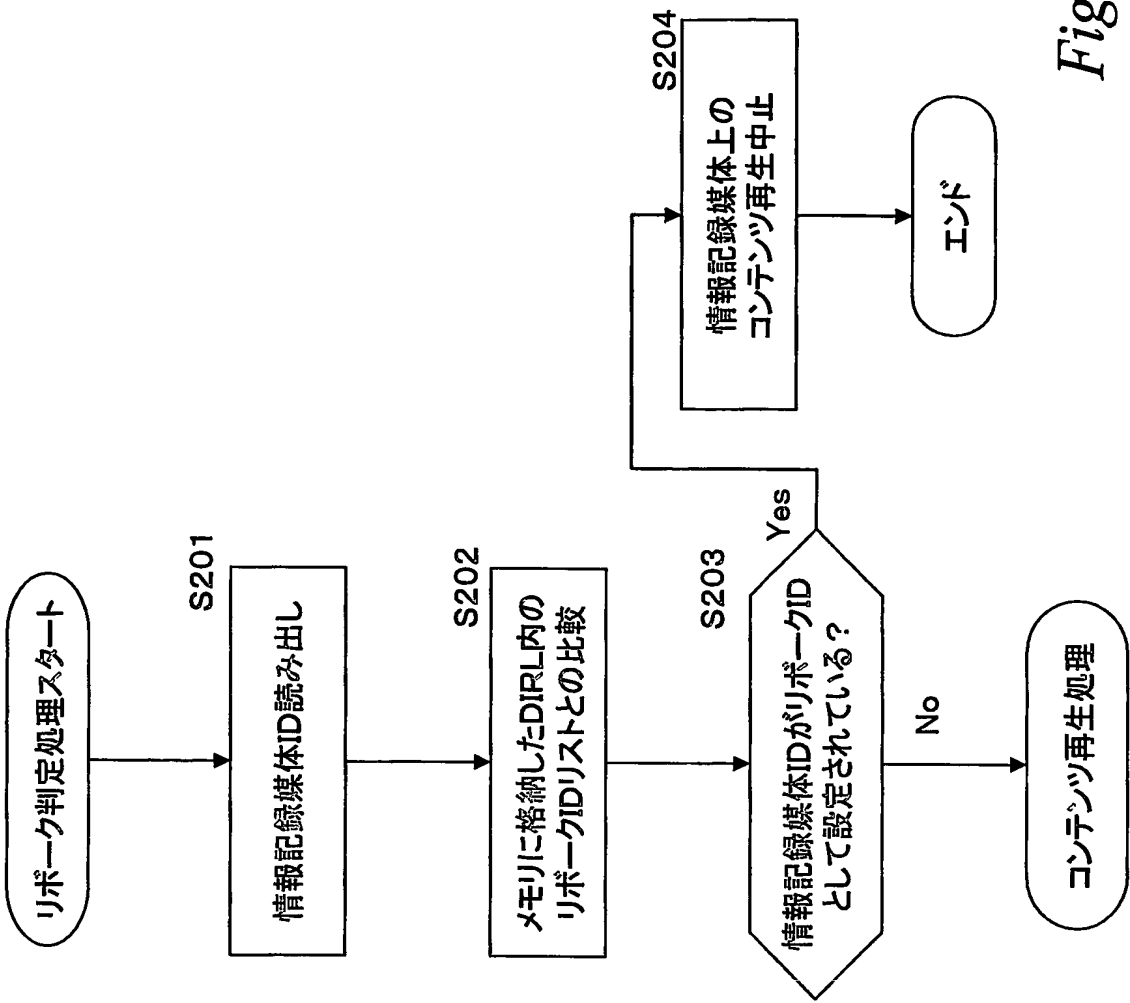 リボーク判定処理スタート
S201
情報記録媒体ID読み出し
S202
メモリに格納したDIRL内の
リボークIDリストとの比較
S203
情報記録媒体IDがリボークID
として設定されている?
Yes
No
S204
情報記録媒体上の
コンテンツ再生中止
エンド
コンテンツ再生処理
Fig